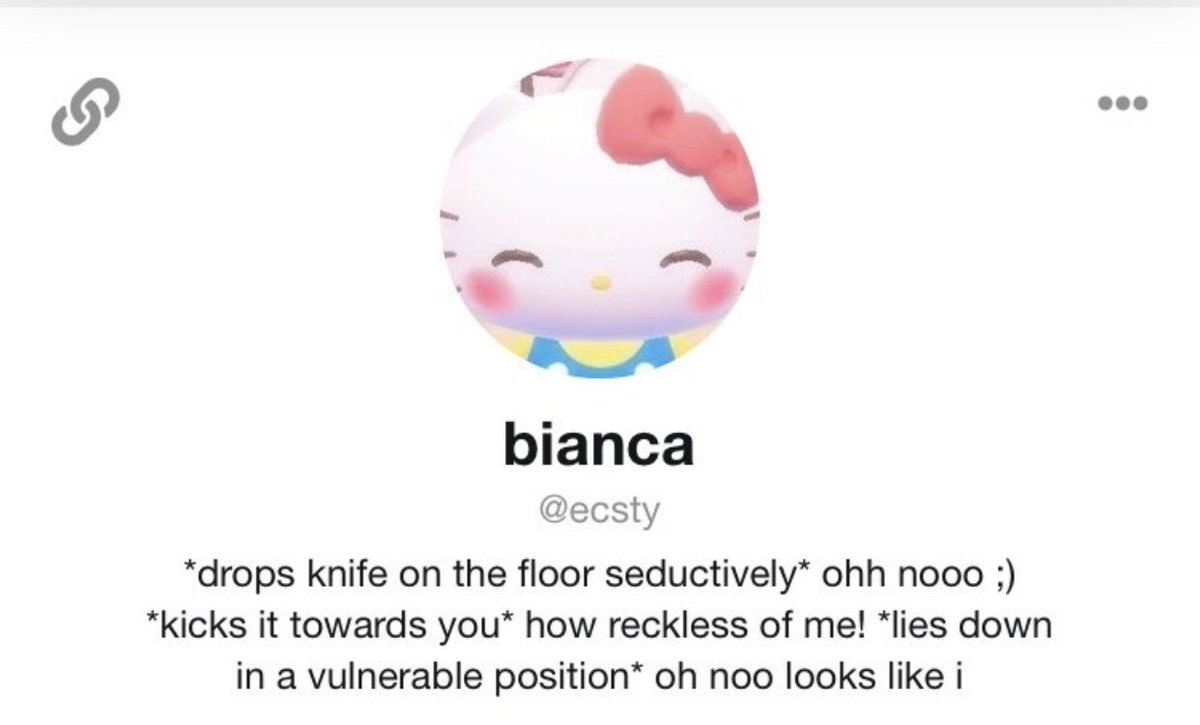 bianca
@ecsty
*drops knife on the floor seductively* ohh nooo ;)
*kicks it towards you* how reckless of me! *lies down
in a vulnerable position* oh noo looks like i